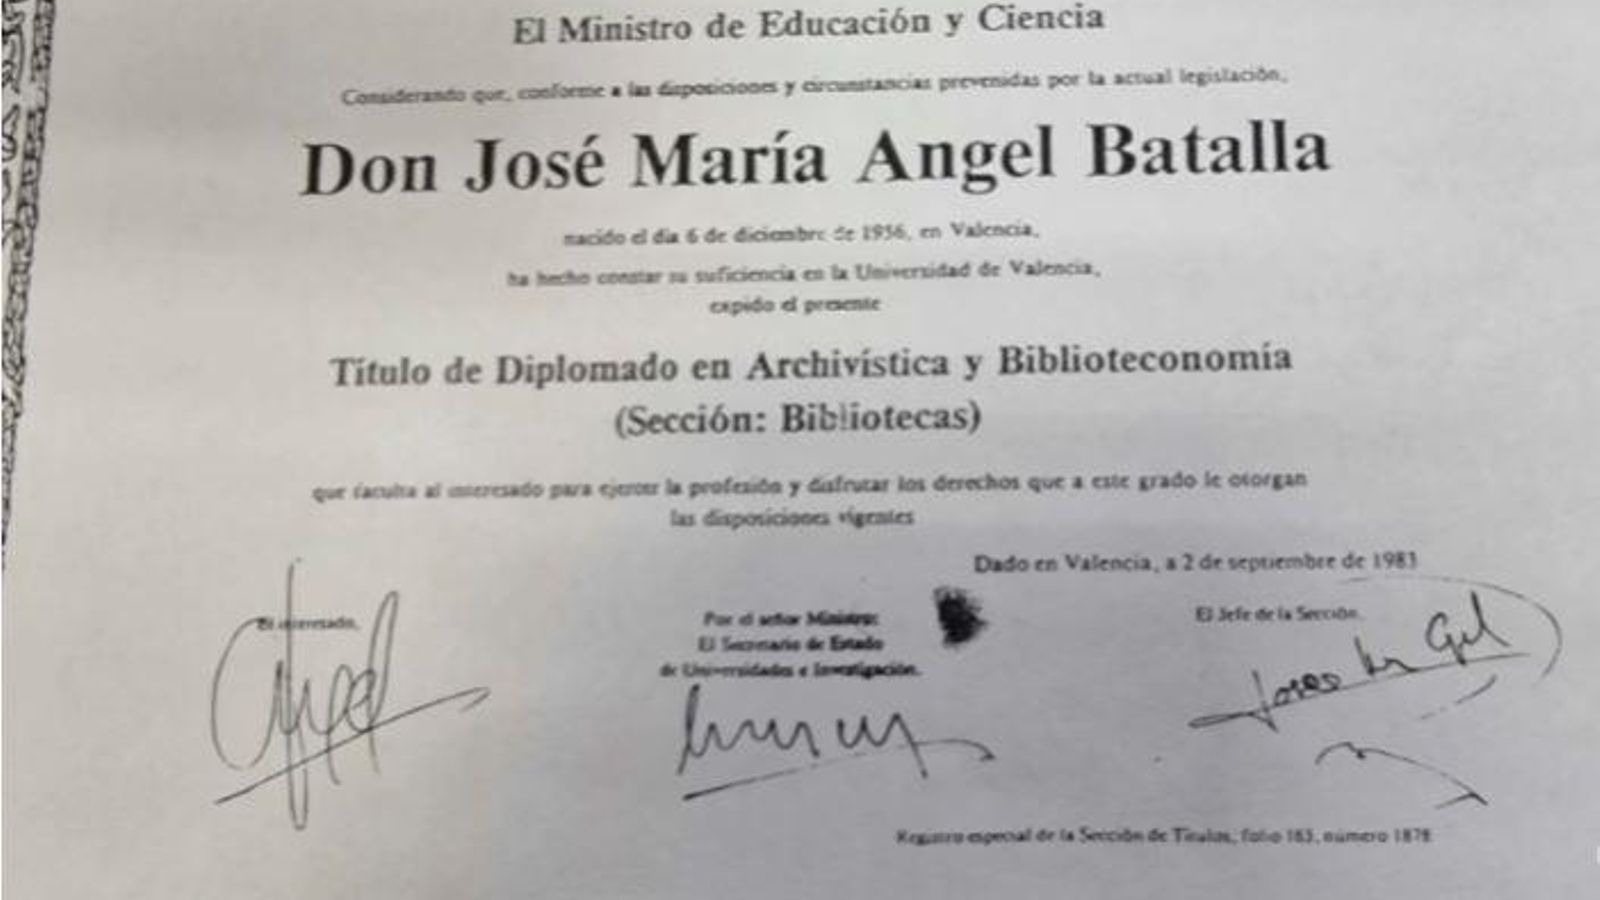 El Ministro de Educación y Ciencia
Considerando que, conforme a las disposiciones y circunstancias prevenidas por la actual legislación,
Don José María Angel Batalla
nacido el día 6 de diciembre de 1956, en Valencia,
ha hecho constar su suficiencia en la Universidad de Valencia,
expido el presente
Título de Diplomado en Archivística y Biblioteconomía
(Sección: Bibliotecas)
que faculta al interesado para ejercer la profesión y disfrutar los derechos que a este grado le otorgan
las disposiciones vigentes
Dado en Valencia, a 2 de septiembre de 1983
El interesado,
Por el señor Ministro:
El Secretario de Estado
de Universidades e Investigación,
El Jefe de la Sección,
Registro especial de la Sección de Títulos, folio 183, número 1878